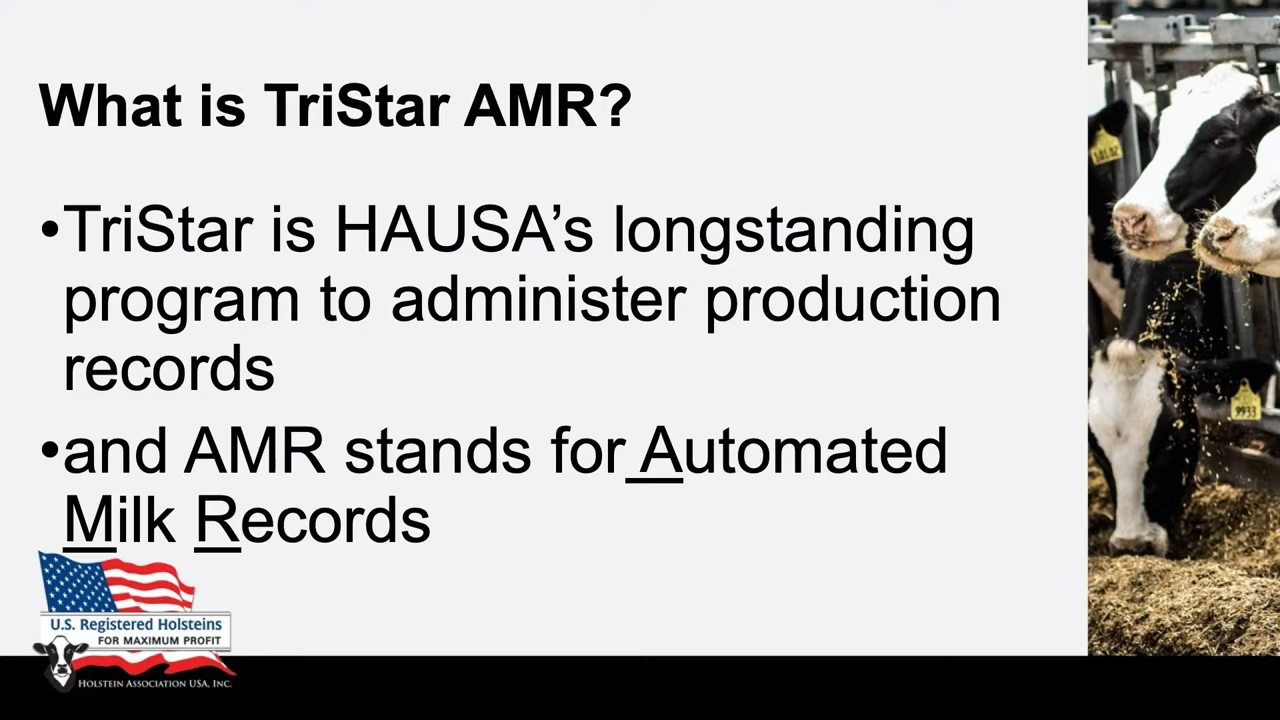 What is TriStar AMR?
•TriStar is HAUSA’s longstanding
program to administer production
records
•and AMR stands for Automated
Milk Records
U.S. Registered Holsteins
FOR MAXIMUM PROFIT
HOLSTEIN ASSOCIATION USA, INC.
9933